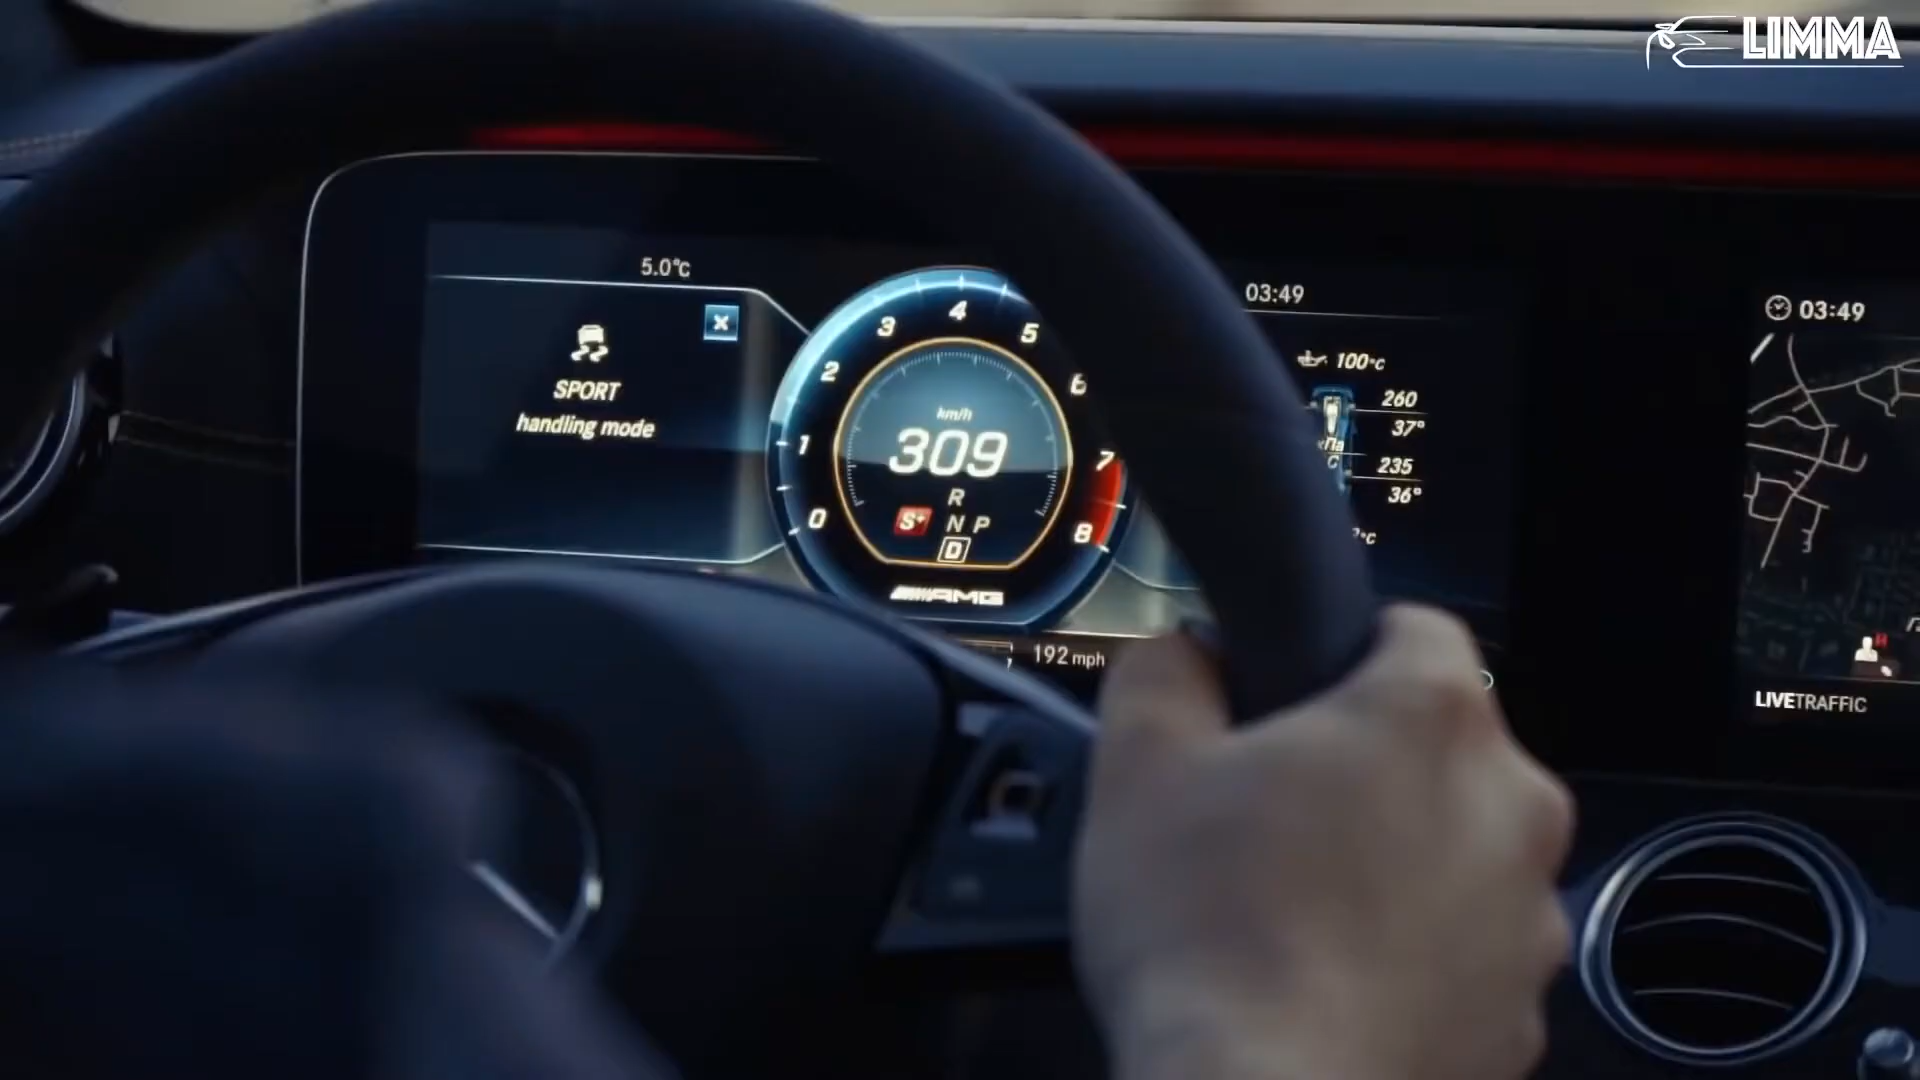 LIMMA
5.0°C
SPORT
handling mode
0
1
2
3
4
5
6
7
8
km/h
309
R
S+ N P
D
AMG
192 mph
03:49
100°C
260
37°
кПа
235
C
36°
°C
03:49
LIVETRAFFIC